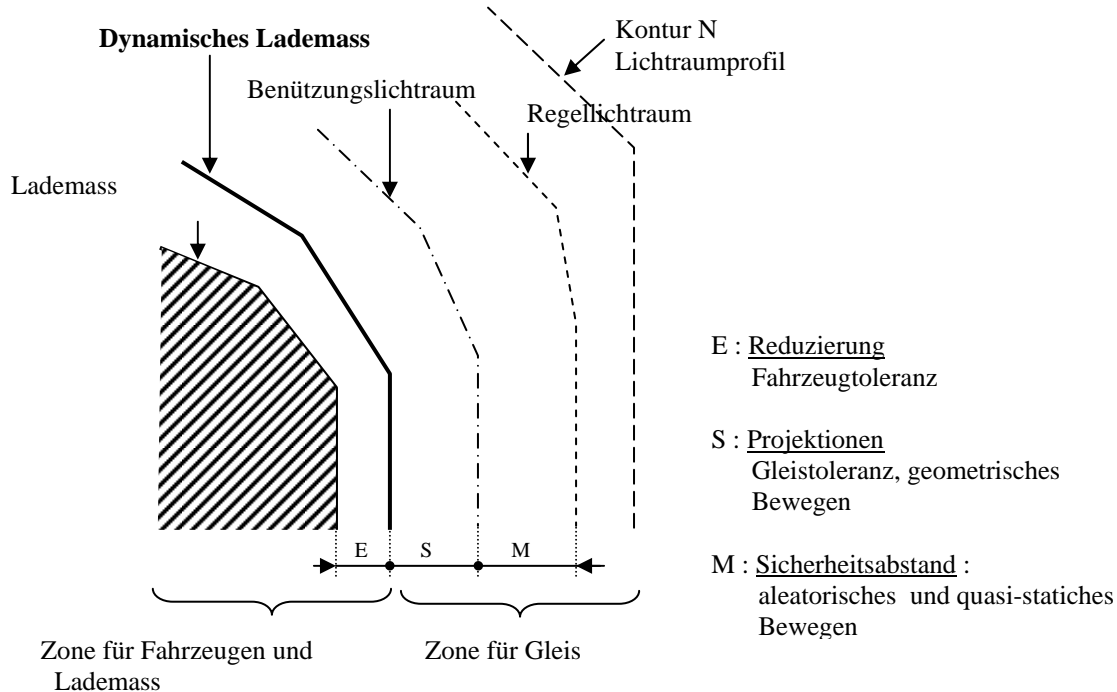 Dynamisches Lademass
Kontur N
Lichtraumprofil
Benützungslichtraum
Regellichtraum
Lademass
E : Reduzierung
Fahrzeugtoleranz
S : Projektionen
Gleistoleranz, geometrisches
Bewegen
M : Sicherheitsabstand :
aleatorisches und quasi-statiches
Bewegen
E
S
M
Zone für Fahrzeugen und
Lademass
Zone für Gleis